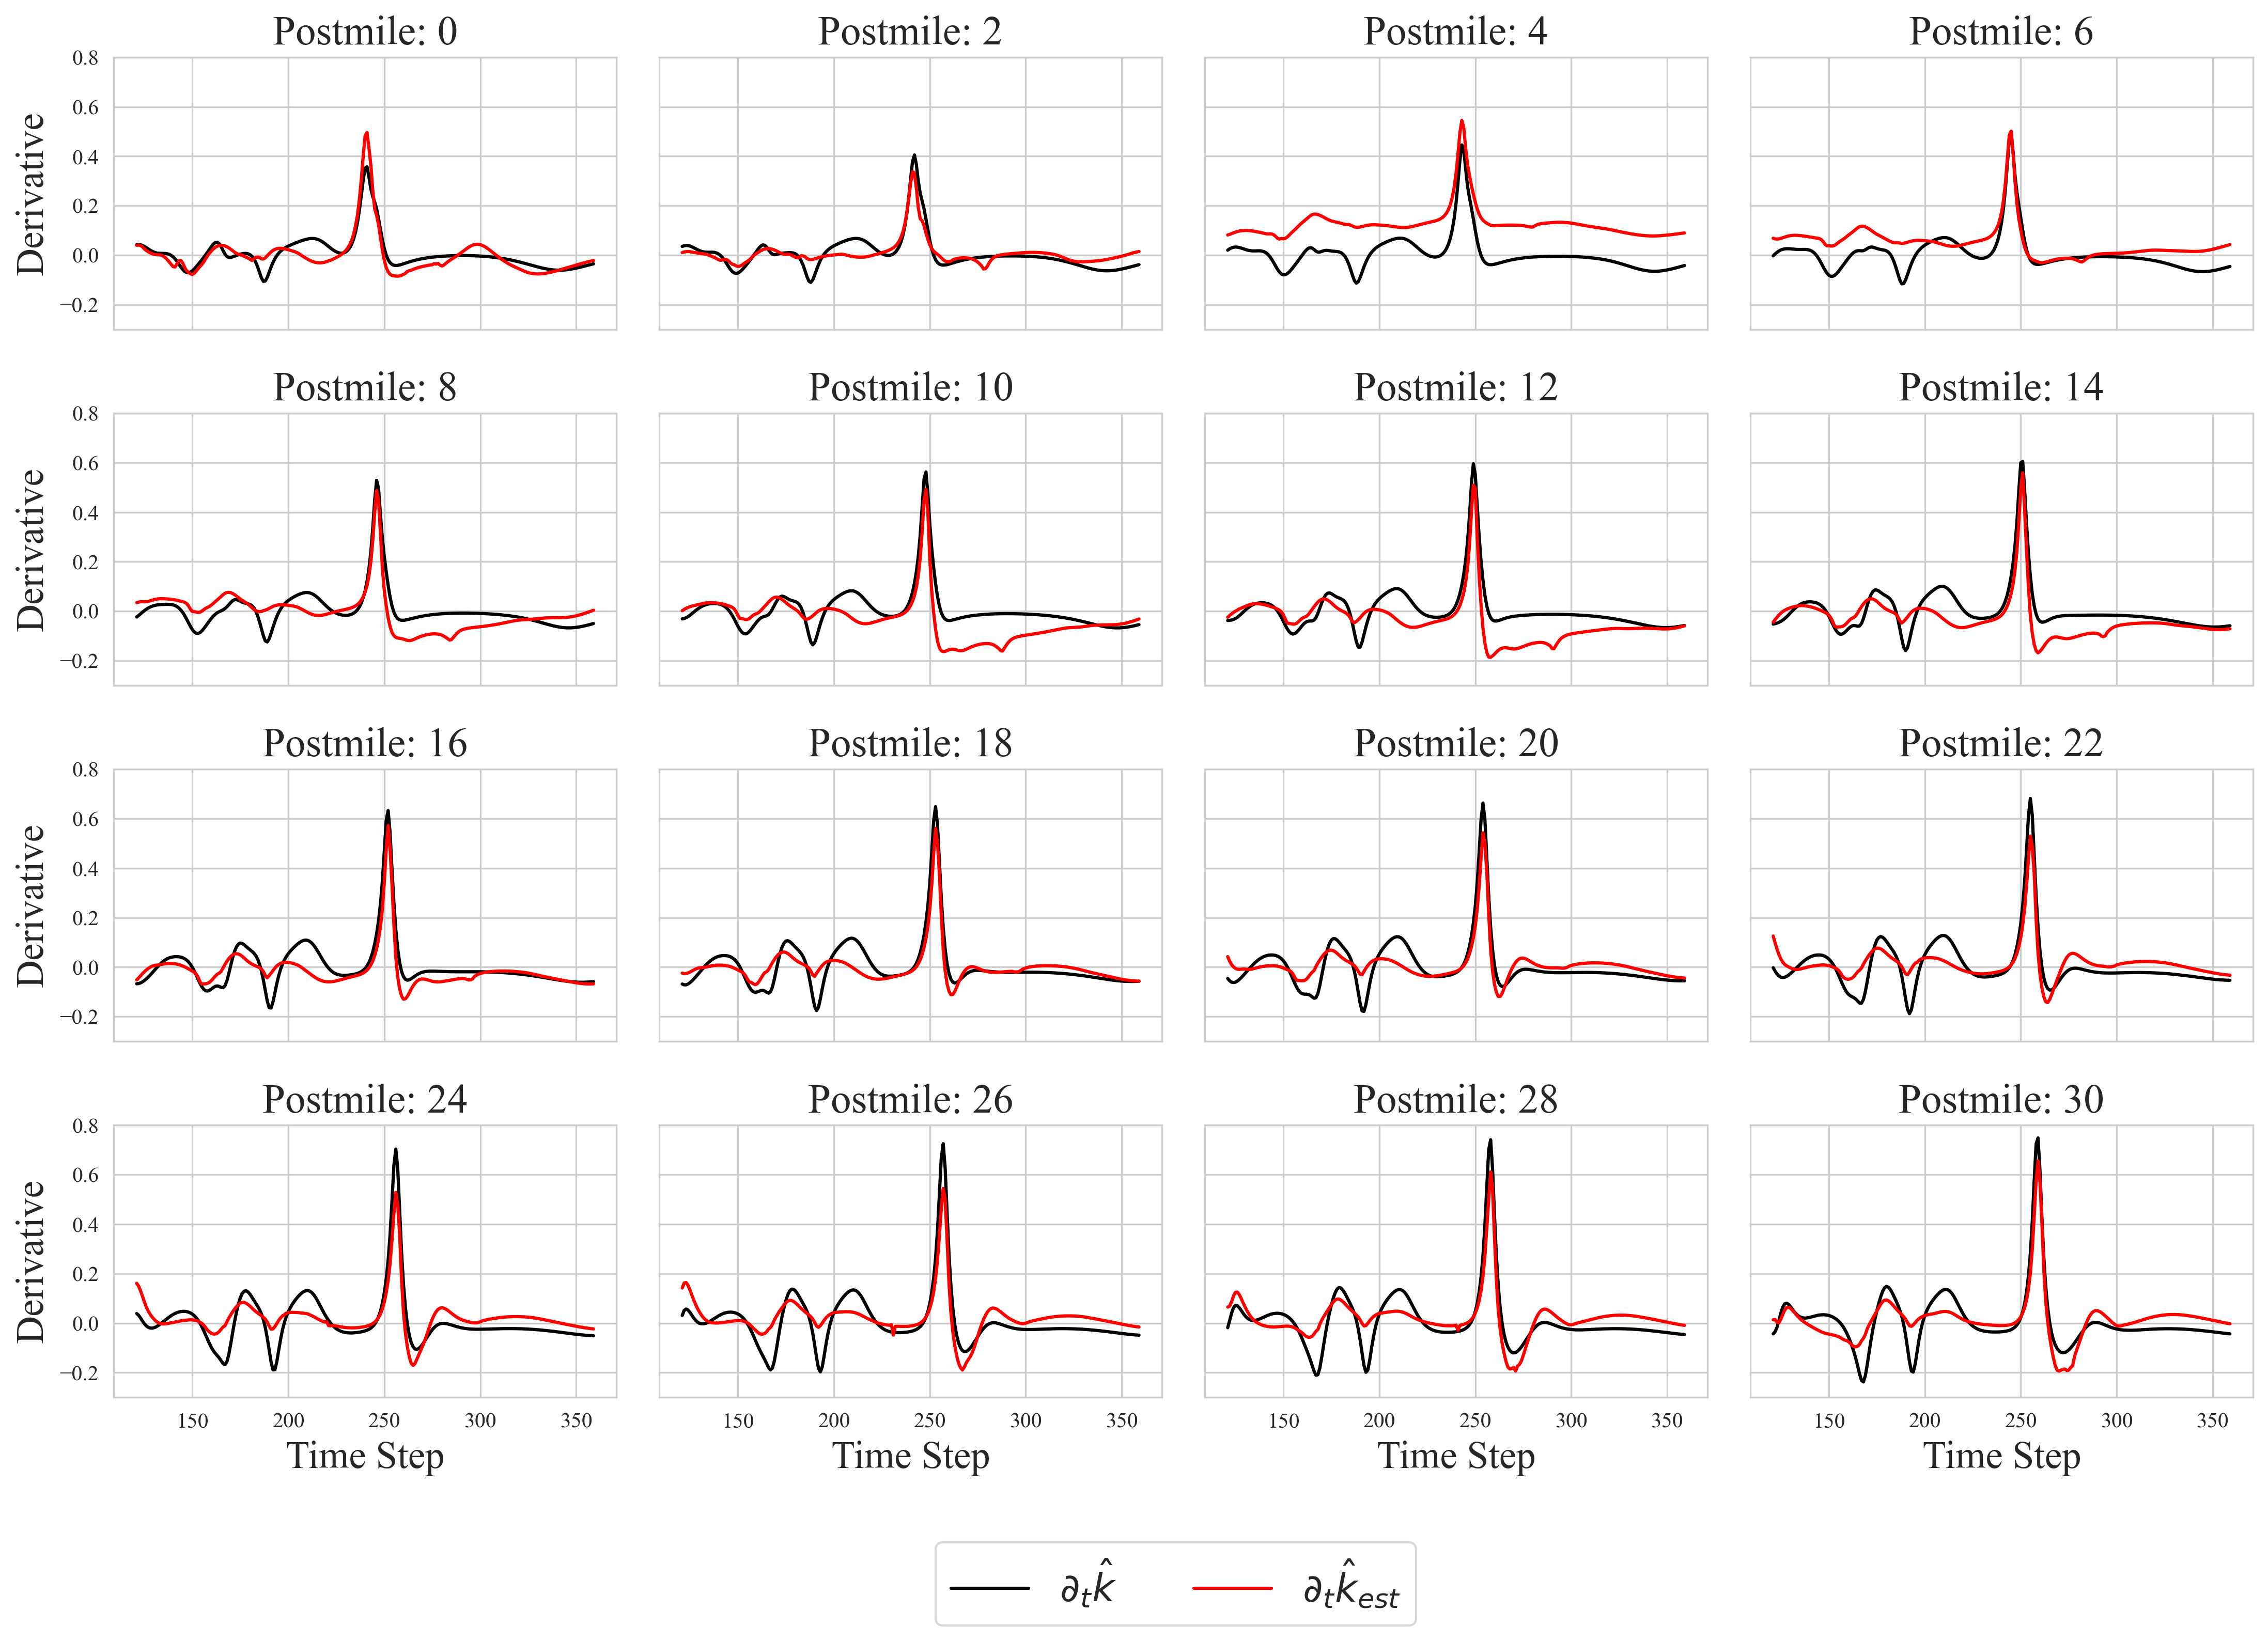 Postmile: 0 Postmile: 2 Postmile: 4 Postmile: 6
0.8
0.6
0.4
0.2
0.0
−0.2
Derivative
Postmile: 8 Postmile: 10 Postmile: 12 Postmile: 14
0.8
0.6
0.4
0.2
0.0
−0.2
Derivative
Postmile: 16 Postmile: 18 Postmile: 20 Postmile: 22
0.8
0.6
0.4
0.2
0.0
−0.2
Derivative
Postmile: 24 Postmile: 26 Postmile: 28 Postmile: 30
0.8
0.6
0.4
0.2
0.0
−0.2
Derivative
150 200 250 300 350 150 200 250 300 350 150 200 250 300 350 150 200 250 300 350
Time Step Time Step Time Step Time Step
∂ₜk̂ ∂ₜk̂ₑₛₜ